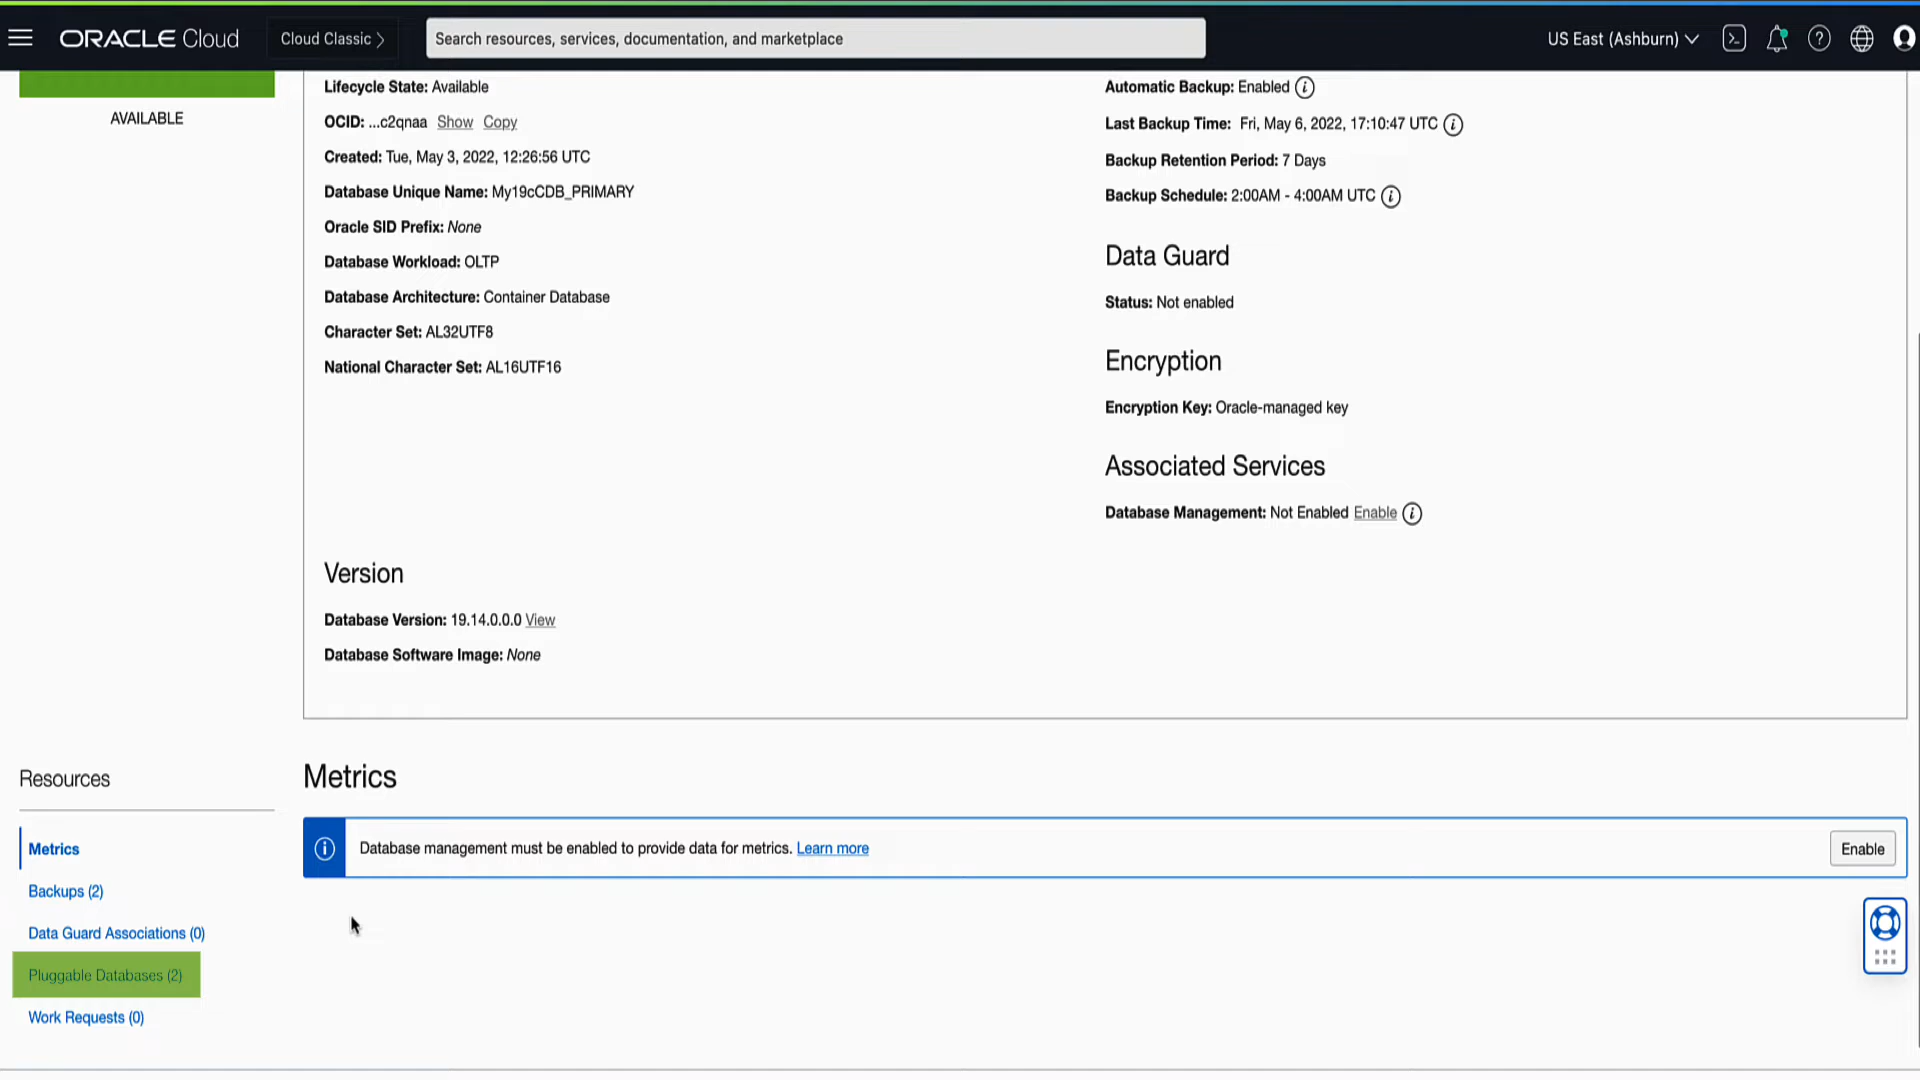 ORACLE Cloud
Cloud Classic
Search resources, services, documentation, and marketplace
US East (Ashburn)
AVAILABLE
Lifecycle State: Available
OCID: ...c2qnaa Show Copy
Created: Tue, May 3, 2022, 12:26:56 UTC
Database Unique Name: My19cCDB_PRIMARY
Oracle SID Prefix: None
Database Workload: OLTP
Database Architecture: Container Database
Character Set: AL32UTF8
National Character Set: AL16UTF16
Automatic Backup: Enabled
Last Backup Time: Fri, May 6, 2022, 17:10:47 UTC
Backup Retention Period: 7 Days
Backup Schedule: 2:00AM - 4:00AM UTC
Data Guard
Status: Not enabled
Encryption
Encryption Key: Oracle-managed key
Associated Services
Database Management: Not Enabled Enable
Version
Database Version: 19.14.0.0.0 View
Database Software Image: None
Resources
Metrics
Backups (2)
Data Guard Associations (0)
Pluggable Databases (2)
Work Requests (0)
Metrics
Database management must be enabled to provide data for metrics. Learn more
Enable